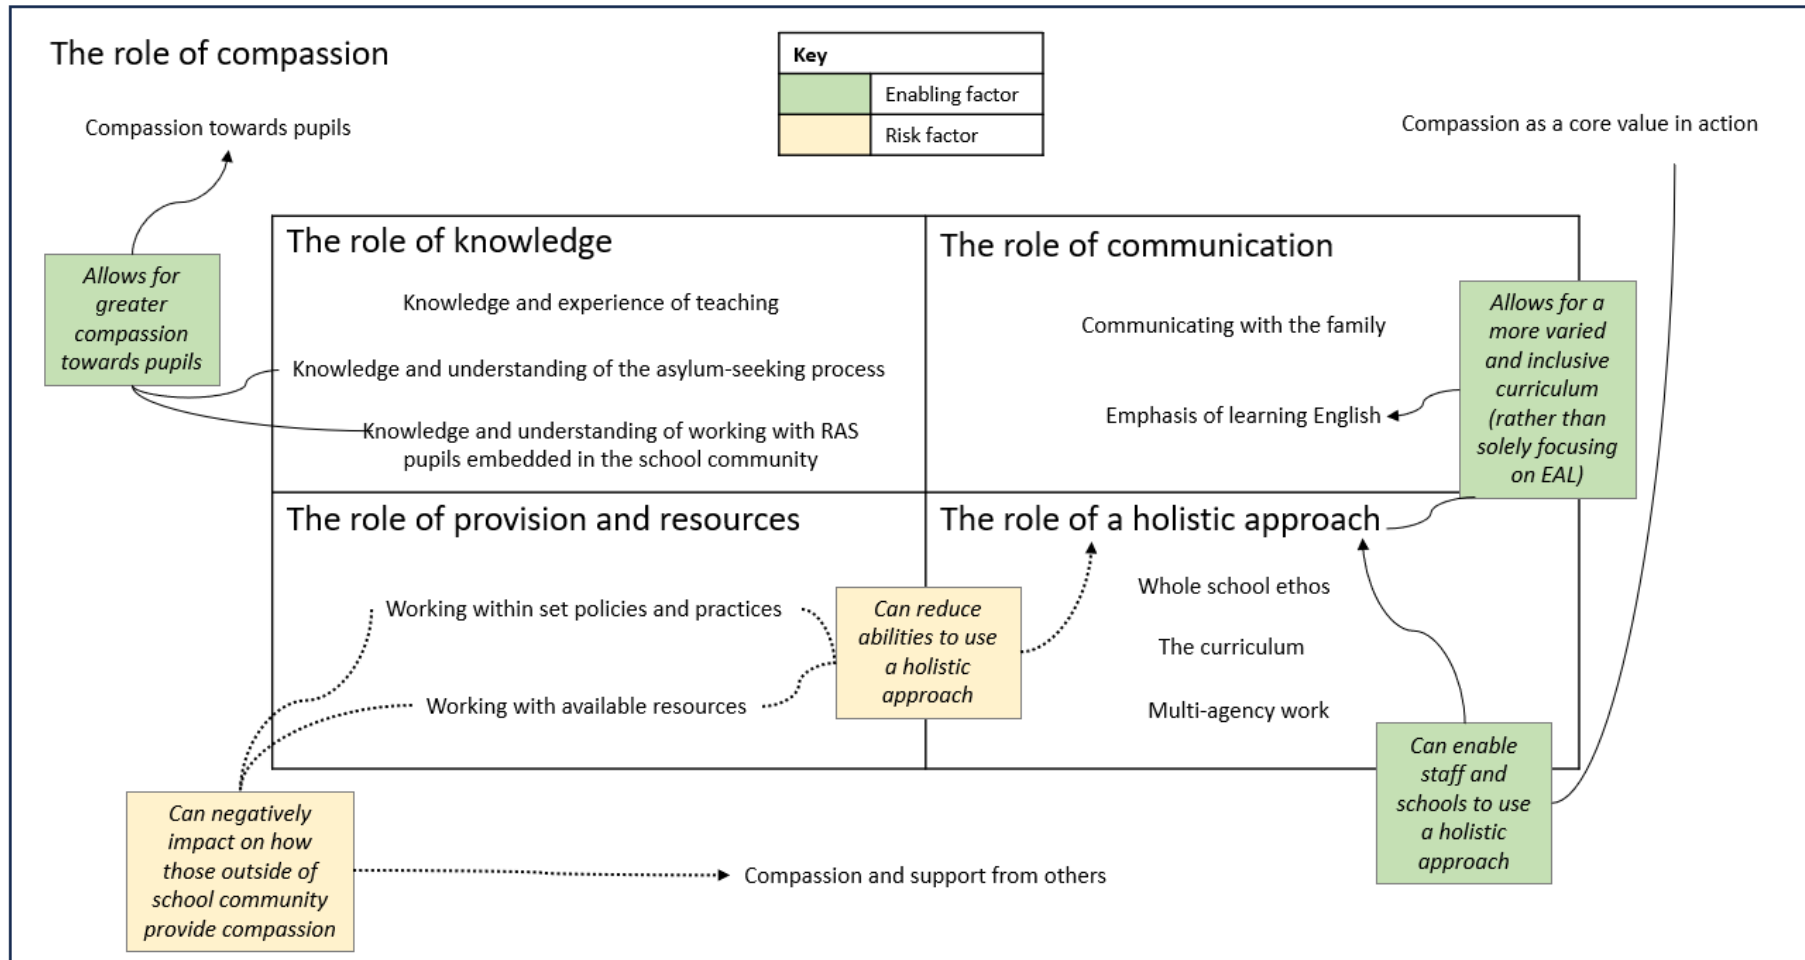 The role of compassion
Key
Enabling factor
Risk factor
Compassion towards pupils
Compassion as a core value in action
Allows for
greater
compassion
towards pupils
The role of knowledge
Knowledge and experience of teaching
Knowledge and understanding of the asylum-seeking process
Knowledge and understanding of working with RAS
pupils embedded in the school community
The role of communication
Communicating with the family
Emphasis of learning English
Allows for a
more varied
and inclusive
curriculum
(rather than
solely focusing
on EAL)
The role of provision and resources
Working within set policies and practices
Working with available resources
Can reduce
abilities to use
a holistic
approach
The role of a holistic approach
Whole school ethos
The curriculum
Multi-agency work
Can enable
staff and
schools to use
a holistic
approach
Can negatively
impact on how
those outside of
school community
provide compassion
Compassion and support from others